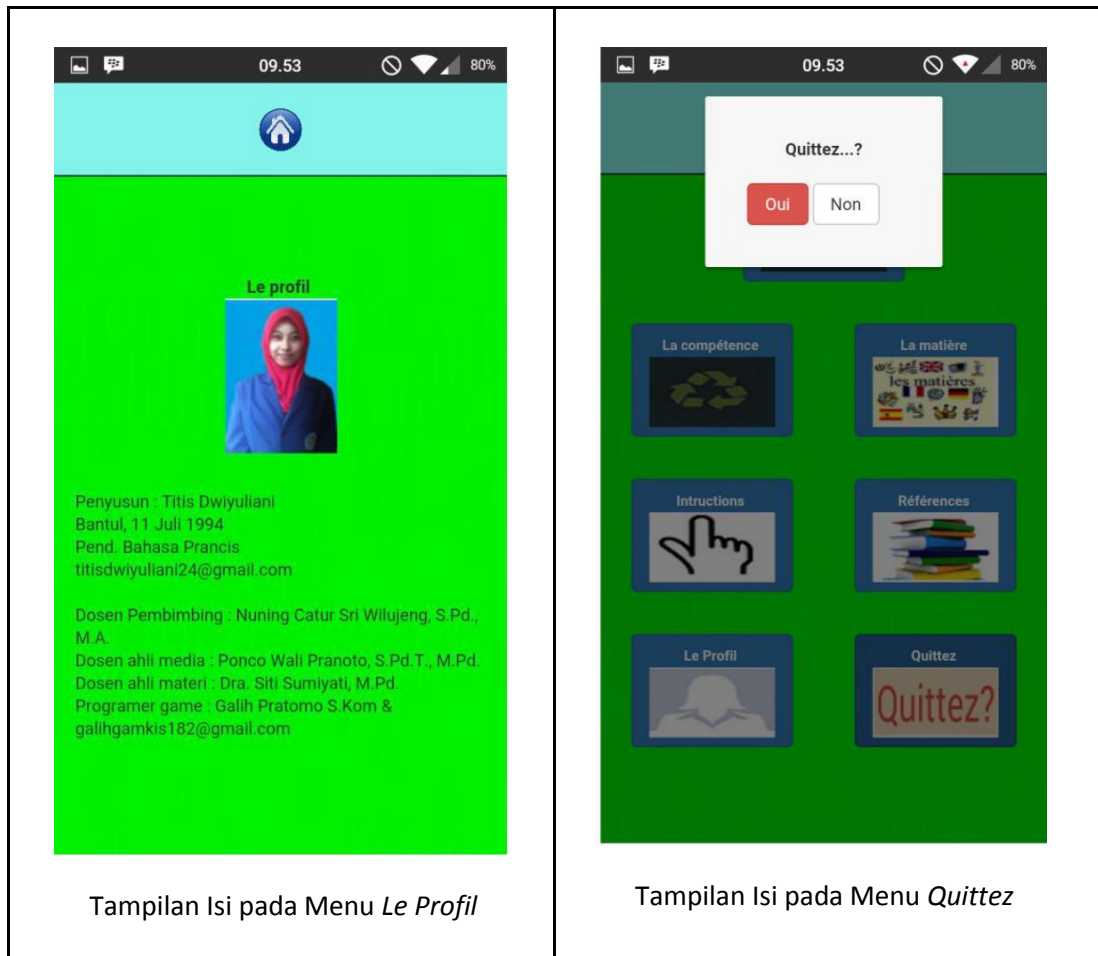 09.53
80%
Le profil
Penyusun : Titis Dwiyuliani
Bantul, 11 Juli 1994
Pend. Bahasa Prancis
titisdwiyuliani24@gmail.com
Dosen Pembimbing : Nuning Catur Sri Wilujeng, S.Pd.,
M.A.
Dosen ahli media : Ponco Wali Pranoto, S.Pd.T., M.Pd.
Dosen ahli materi : Dra. Siti Sumiyati, M.Pd.
Programer game : Galih Pratomo S.Kom &
galihgamkis182@gmail.com
Tampilan Isi pada Menu Le Profil
09.53
80%
Quittez...?
Oui
Non
La compétence
La matière
les matières
Intructions
Références
Le Profil
Quittez
Quittez?
Tampilan Isi pada Menu Quittez